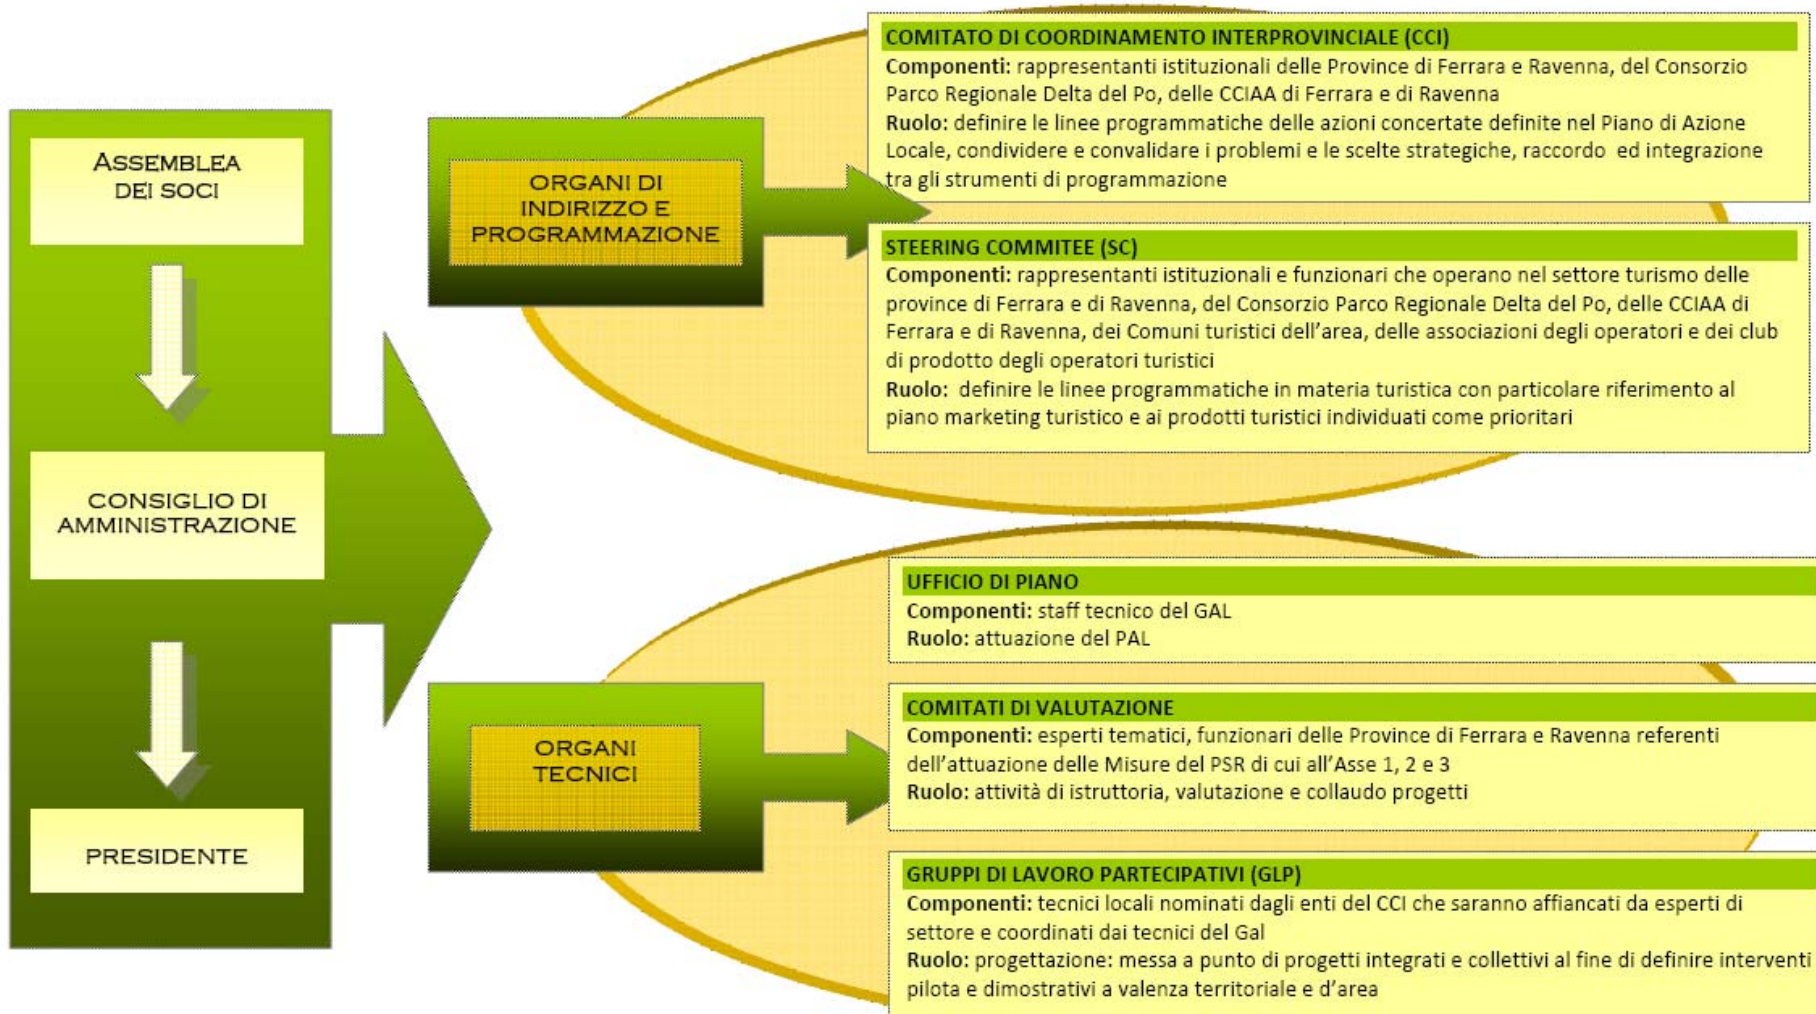 ASSEMBLEA
DEI SOCI
CONSIGLIO DI
AMMINISTRAZIONE
PRESIDENTE
ORGANI DI
INDIRIZZO E
PROGRAMMAZIONE
COMITATO DI COORDINAMENTO INTERPROVINCIALE (CCI)
Componenti: rappresentanti istituzionali delle Province di Ferrara e Ravenna, del Consorzio
Parco Regionale Delta del Po, delle CCIAA di Ferrara e di Ravenna
Ruolo: definire le linee programmatiche delle azioni concertate definite nel Piano di Azione
Locale, condividere e convalidare i problemi e le scelte strategiche, raccordo ed integrazione
tra gli strumenti di programmazione
STEERING COMMITEE (SC)
Componenti: rappresentanti istituzionali e funzionari che operano nel settore turismo delle
province di Ferrara e di Ravenna, del Consorzio Parco Regionale Delta del Po, delle CCIAA di
Ferrara e di Ravenna, dei Comuni turistici dell'area, delle associazioni degli operatori e dei club
di prodotto degli operatori turistici
Ruolo: definire le linee programmatiche in materia turistica con particolare riferimento al
piano marketing turistico e ai prodotti turistici individuati come prioritari
ORGANI
TECNICI
UFFICIO DI PIANO
Componenti: staff tecnico del GAL
Ruolo: attuazione del PAL
COMITATI DI VALUTAZIONE
Componenti: esperti tematici, funzionari delle Province di Ferrara e Ravenna referenti
dell'attuazione delle Misure del PSR di cui all'Asse 1, 2 e 3
Ruolo: attività di istruttoria, valutazione e collaudo progetti
GRUPPI DI LAVORO PARTECIPATIVI (GLP)
Componenti: tecnici locali nominati dagli enti del CCI che saranno affiancati da esperti di
settore e coordinati dai tecnici del Gal
Ruolo: progettazione: messa a punto di progetti integrati e collettivi al fine di definire interventi
pilota e dimostrativi a valenza territoriale e d'area